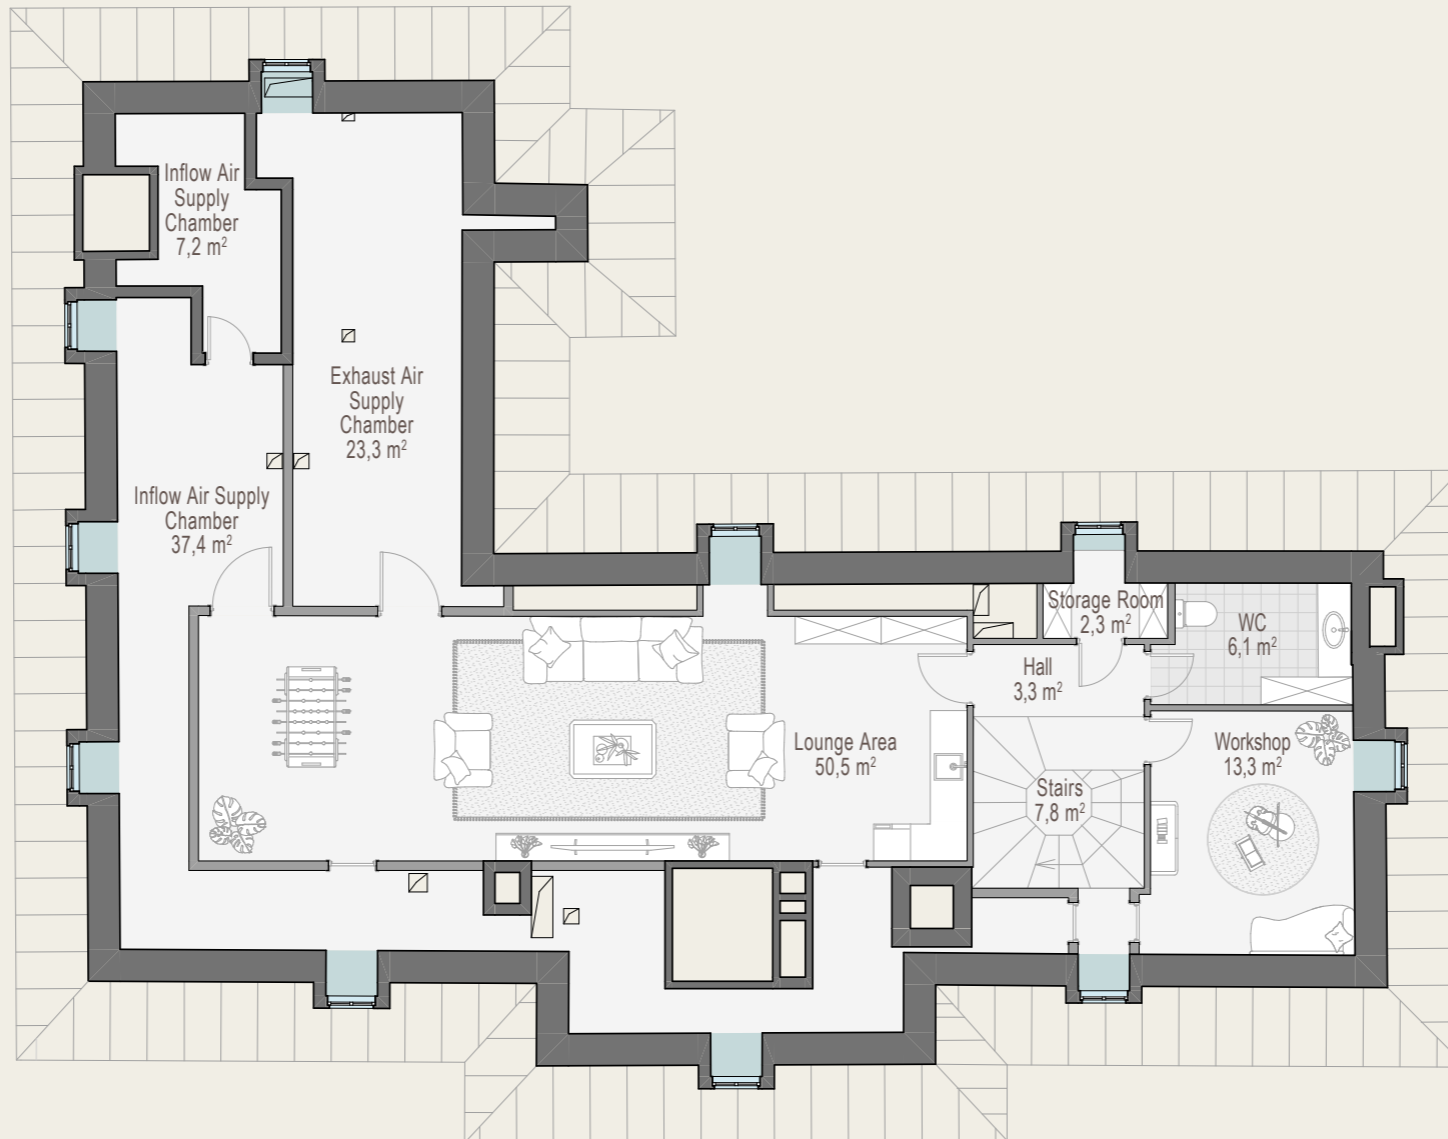 Inflow Air
Supply
Chamber
7,2 m²
Exhaust Air
Supply
Chamber
23,3 m²
Inflow Air Supply
Chamber
37,4 m²
Storage Room
2,3 m²
WC
6,1 m²
Hall
3,3 m²
Lounge Area
50,5 m²
Workshop
13,3 m²
Stairs
7,8 m²